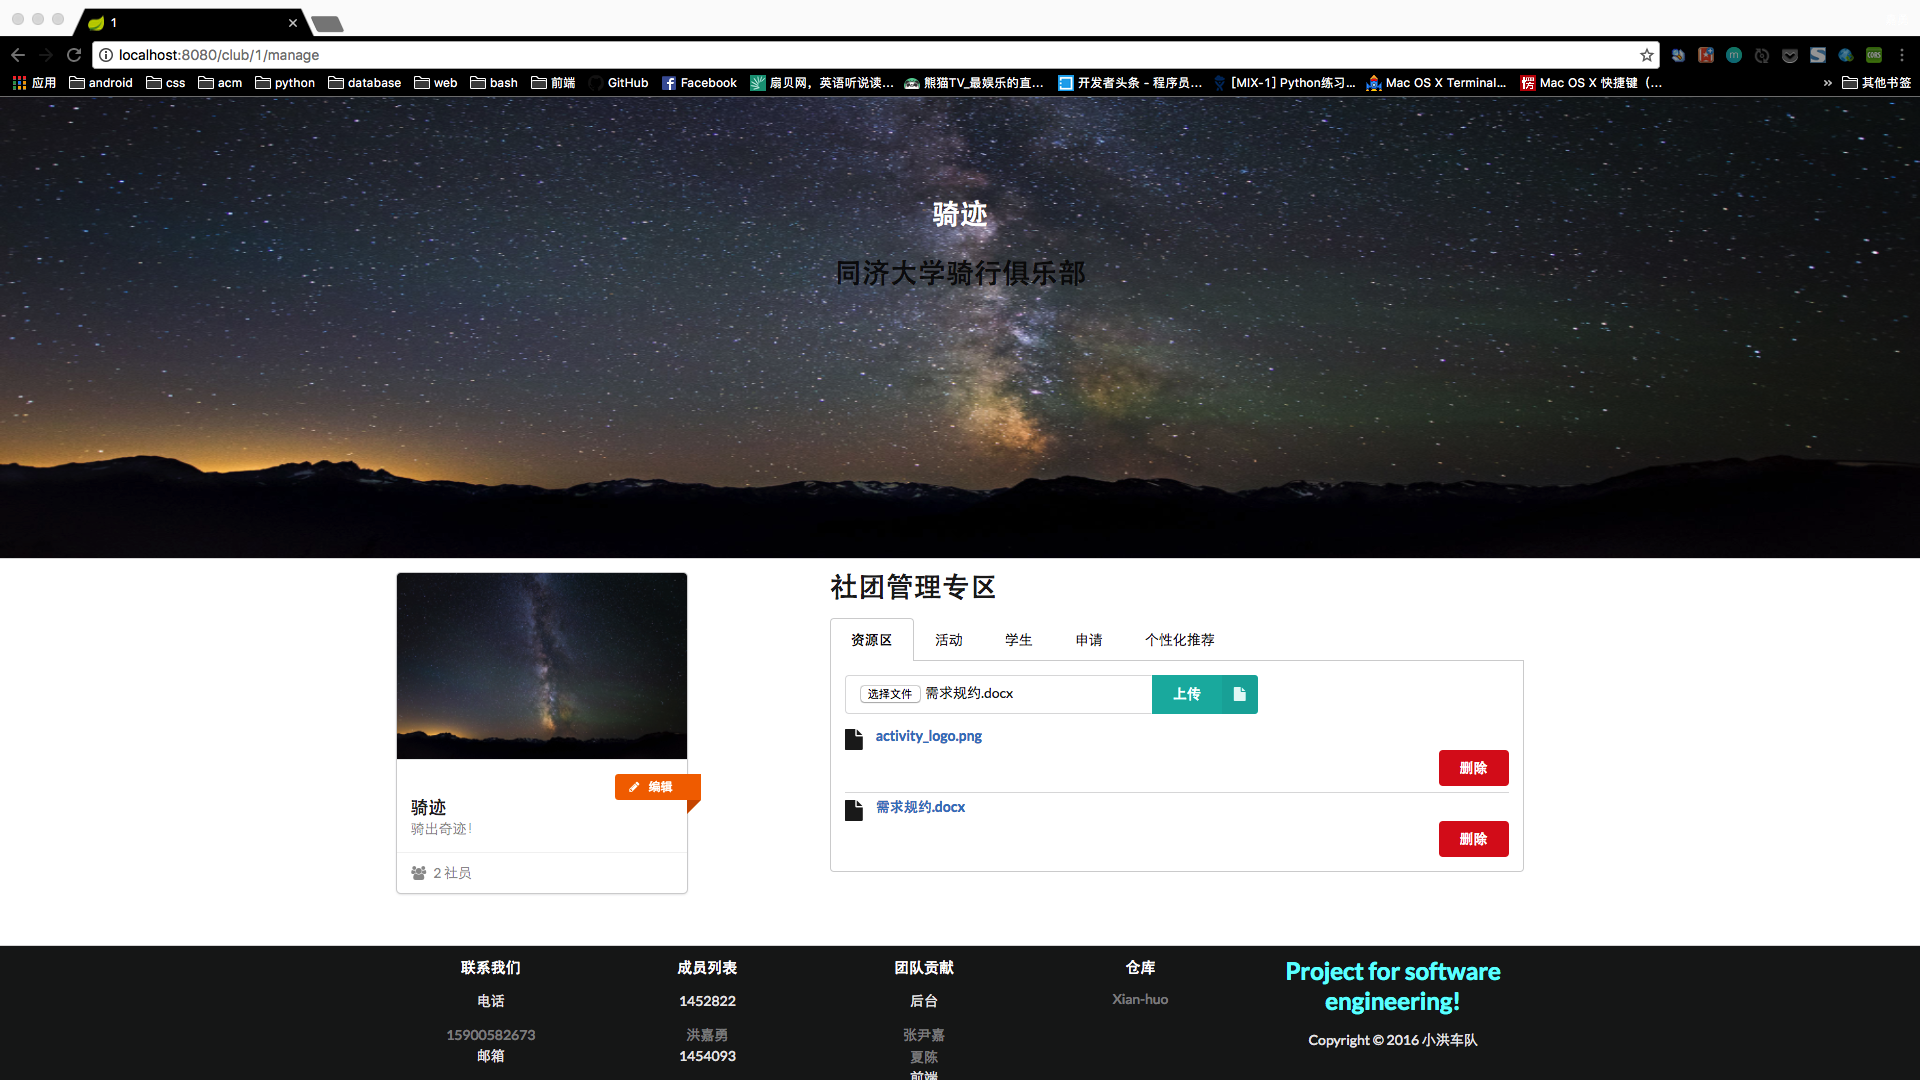 1
localhost:8080/club/1/manage
应用 android css acm python database web bash 前端 GitHub Facebook 扇贝网，英语听说读... 熊猫TV_最娱乐的直... 开发者头条 - 程序员... [MIX-1] Python练习... Mac OS X Terminal... Mac OS X 快捷键（... » 其他书签
骑迹
同济大学骑行俱乐部
编辑
骑迹
骑出奇迹！
2 社员
社团管理专区
资源区 活动 学生 申请 个性化推荐
选择文件 需求规约.docx 上传
activity_logo.png
删除
需求规约.docx
删除
联系我们
电话
15900582673
邮箱
成员列表
1452822
洪嘉勇
1454093
团队贡献
后台
张尹嘉
夏陈
前端
仓库
Xian-huo
Project for software
engineering!
Copyright © 2016 小洪车队